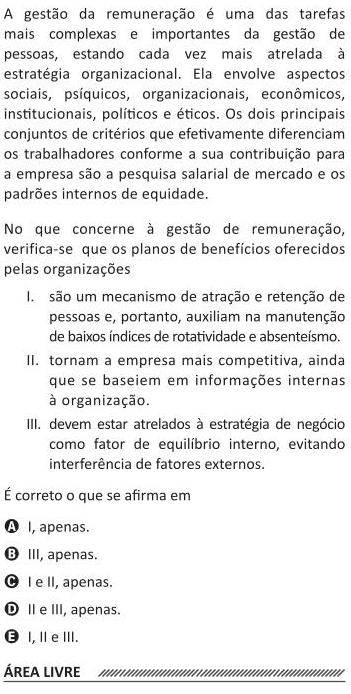 A gestão da remuneração é uma das tarefas
mais complexas e importantes da gestão de
pessoas, estando cada vez mais atrelada à
estratégia organizacional. Ela envolve aspectos
sociais, psíquicos, organizacionais, econômicos,
institucionais, políticos e éticos. Os dois principais
conjuntos de critérios que efetivamente diferenciam
os trabalhadores conforme a sua contribuição para
a empresa são a pesquisa salarial de mercado e os
padrões internos de equidade.
No que concerne à gestão de remuneração,
verifica-se que os planos de benefícios oferecidos
pelas organizações
I. são um mecanismo de atração e retenção de
pessoas e, portanto, auxiliam na manutenção
de baixos índices de rotatividade e absenteísmo.
II. tornam a empresa mais competitiva, ainda
que se baseiem em informações internas
à organização.
III. devem estar atrelados à estratégia de negócio
como fator de equilíbrio interno, evitando
interferência de fatores externos.
É correto o que se afirma em
A I, apenas.
B III, apenas.
C I e II, apenas.
D II e III, apenas.
E I, II e III.
ÁREA LIVRE